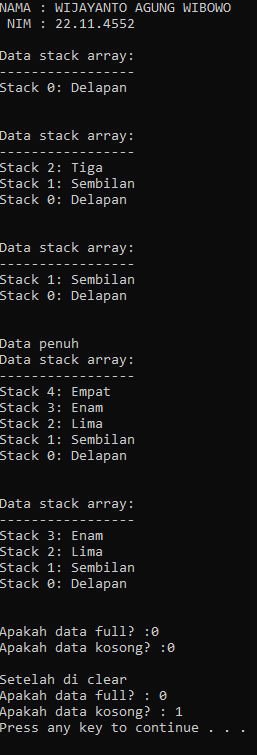 NAMA : WIJAYANTO AGUNG WIBOWO
NIM : 22.11.4552
Data stack array:
-----------------
Stack 0: Delapan
Data stack array:
-----------------
Stack 2: Tiga
Stack 1: Sembilan
Stack 0: Delapan
Data stack array:
-----------------
Stack 1: Sembilan
Stack 0: Delapan
Data penuh
Data stack array:
-----------------
Stack 4: Empat
Stack 3: Enam
Stack 2: Lima
Stack 1: Sembilan
Stack 0: Delapan
Data stack array:
-----------------
Stack 3: Enam
Stack 2: Lima
Stack 1: Sembilan
Stack 0: Delapan
Apakah data full? :0
Apakah data kosong? :0
Setelah di clear
Apakah data full? : 0
Apakah data kosong? : 1
Press any key to continue . . .